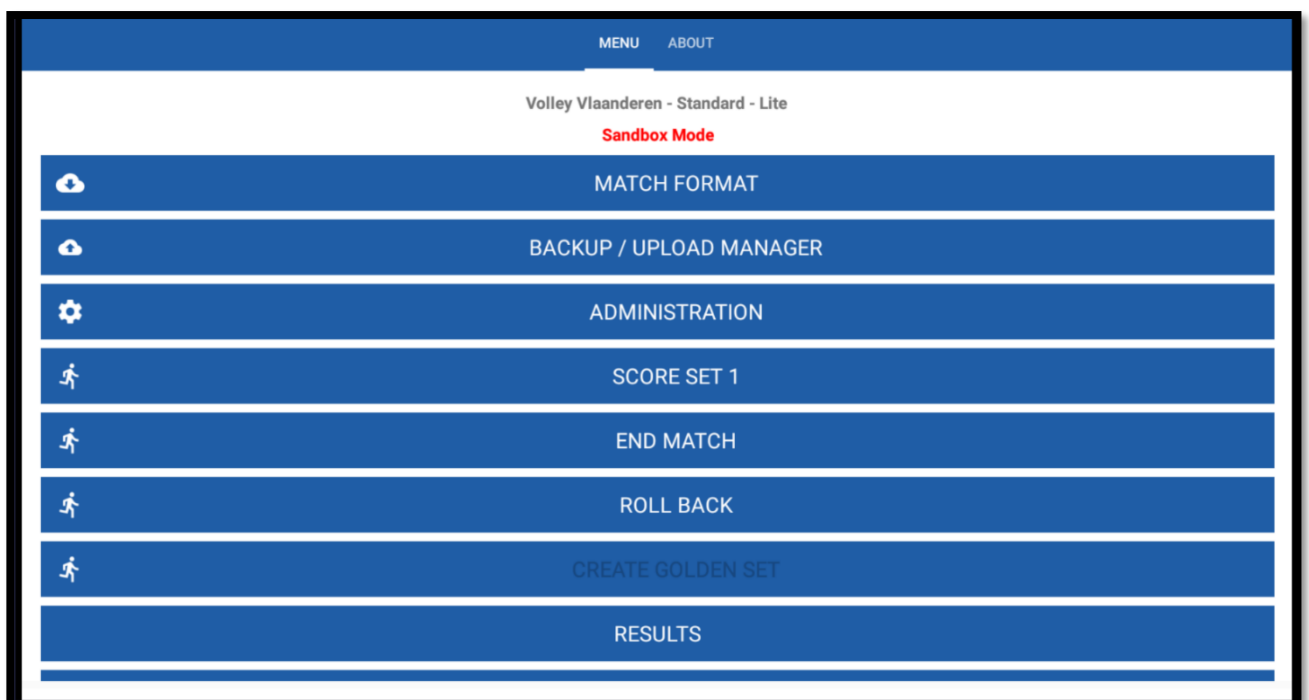 MENU ABOUT
Volley Vlaanderen - Standard - Lite
Sandbox Mode
MATCH FORMAT
BACKUP / UPLOAD MANAGER
ADMINISTRATION
SCORE SET 1
END MATCH
ROLL BACK
CREATE GOLDEN SET
RESULTS